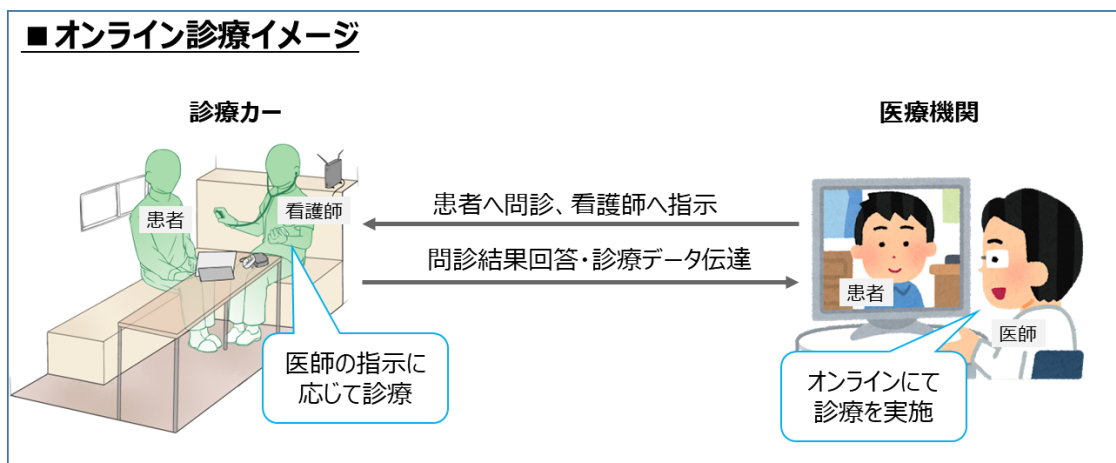 ■オンライン診療イメージ
診療カー
医療機関
患者
看護師
患者へ問診、看護師へ指示
問診結果回答・診療データ伝達
患者
医師
医師の指示に
応じて診療
オンラインにて
診療を実施